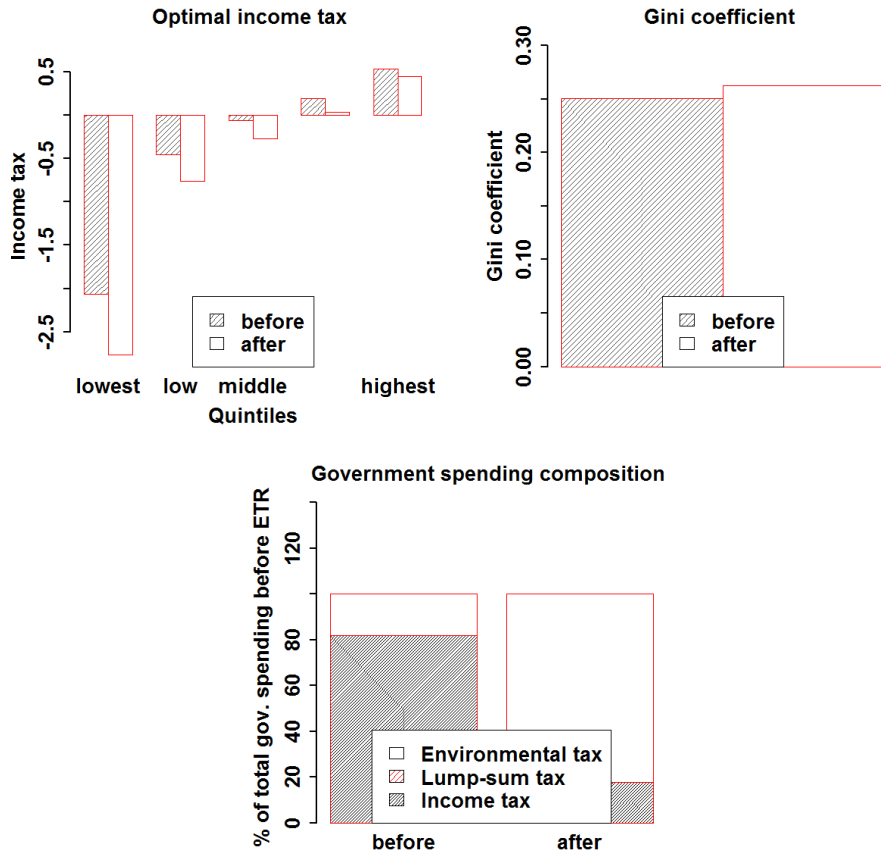 Optimal income tax
Income tax
0.5
-0.5
-1.5
-2.5
before
after
lowest low middle highest
Quintiles
Gini coefficient
Gini coefficient
0.30
0.20
0.10
0.00
before
after
Government spending composition
% of total gov. spending before ETR
120
80
60
40
20
0
Environmental tax
Lump-sum tax
Income tax
before after